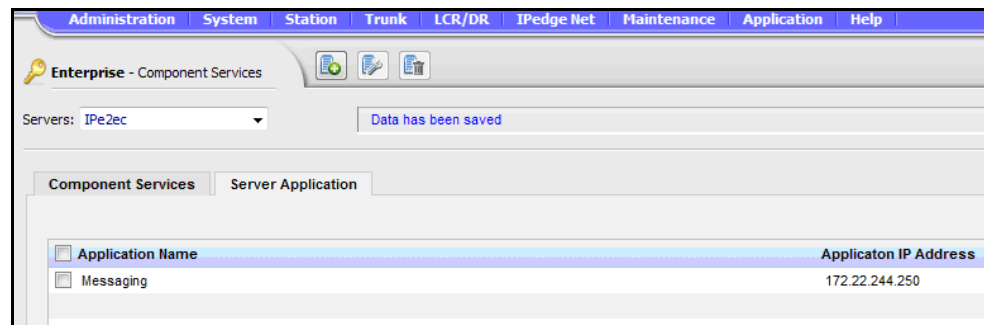 Administration System Station Trunk LCR/DR IPedge Net Maintenance Application Help
Enterprise - Component Services
Servers: IPe2ec Data has been saved
Component Services Server Application
Application Name Applicaton IP Address
Messaging 172.22.244.250